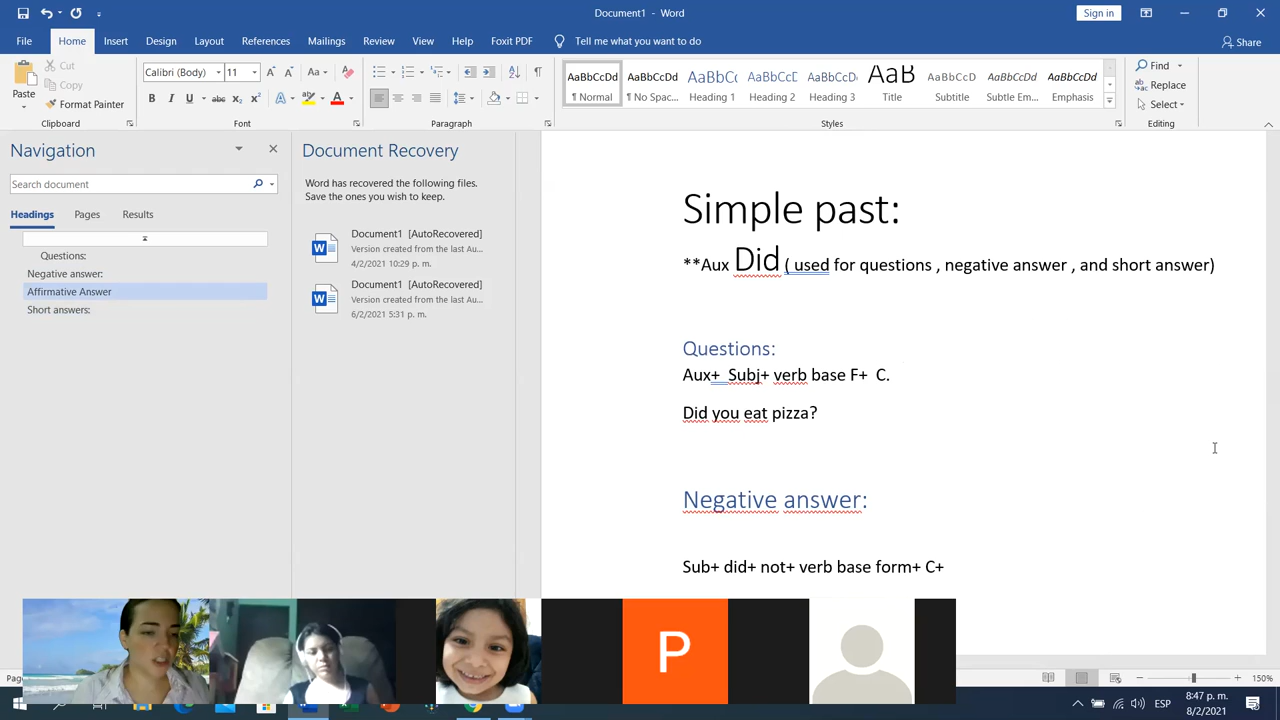 Document1 - Word
Sign in
File Home Insert Design Layout References Mailings Review View Help Foxit PDF Tell me what you want to do Share
Paste
Cut
Copy
Format Painter
Clipboard
Calibri (Body) 11
Font
Paragraph
AaBbCcDd AaBbCcDd AaBbCc AaBbCcD AaBbCcDd AaB AaBbCcD AaBbCcDd AaBbCcDd
¶ Normal ¶ No Spac... Heading 1 Heading 2 Heading 3 Title Subtitle Subtle Em... Emphasis
Styles
Find
Replace
Select
Editing
Navigation
Search document
Headings Pages Results
Questions:
Negative answer:
Affirmative Answer
Short answers:
Document Recovery
Word has recovered the following files.
Save the ones you wish to keep.
Document1 [AutoRecovered]
Version created from the last Au...
4/2/2021 10:29 p. m.
Document1 [AutoRecovered]
Version created from the last Au...
6/2/2021 5:31 p. m.
Simple past:
**Aux Did ( used for questions , negative answer , and short answer)
Questions:
Aux+ Subj+ verb base F+ C.
Did you eat pizza?
Negative answer:
Sub+ did+ not+ verb base form+ C+
P
150%
ESP
8:47 p. m.
8/2/2021